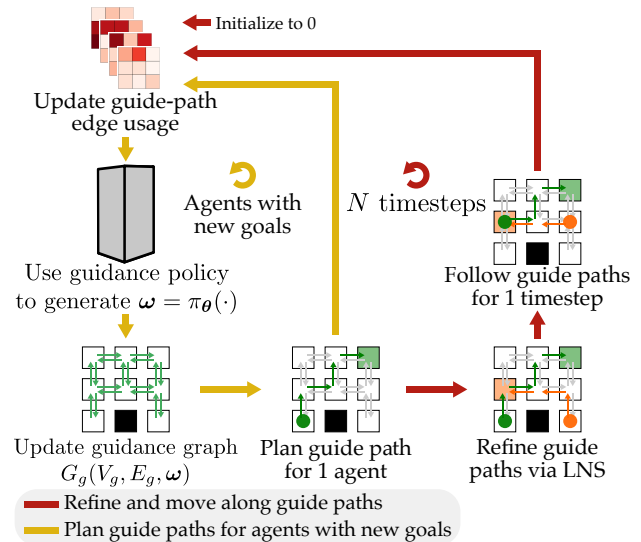 Initialize to 0
Update guide-path
edge usage
Agents with
new goals
N timesteps
Use guidance policy
to generate ω = π_θ(·)
Follow guide paths
for 1 timestep
Update guidance graph
G_g(V_g, E_g, ω)
Plan guide path
for 1 agent
Refine guide
paths via LNS
Refine and move along guide paths
Plan guide paths for agents with new goals